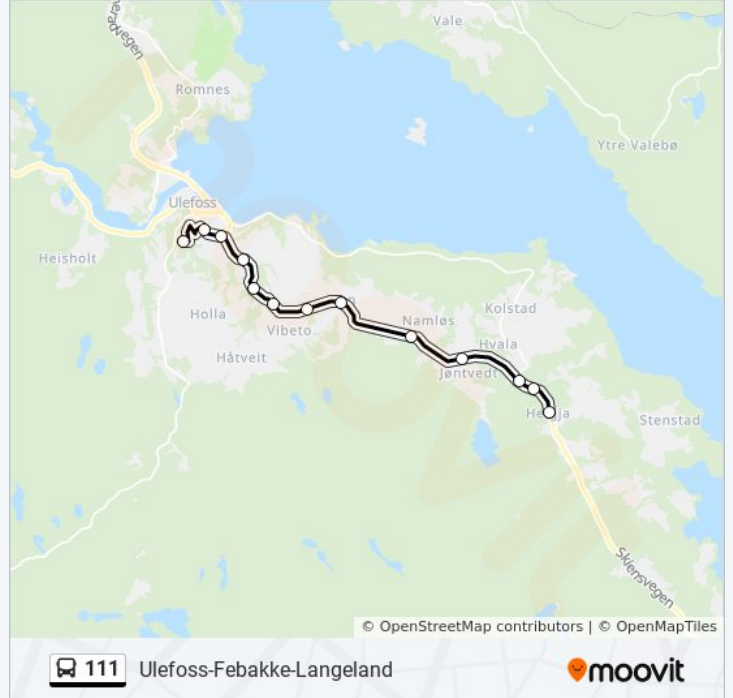 Vale
eradvegen
Romnes
Ytre Valebø
Ulefoss
Heisholt
Holla
Kolstad
Namløs
Vibeto
Hvala
Håtveit
Jøntvedt
Stenstad
Skiensvegen
© OpenStreetMap contributors | © OpenMapTiles
111 Ulefoss-Febakke-Langeland
moovit